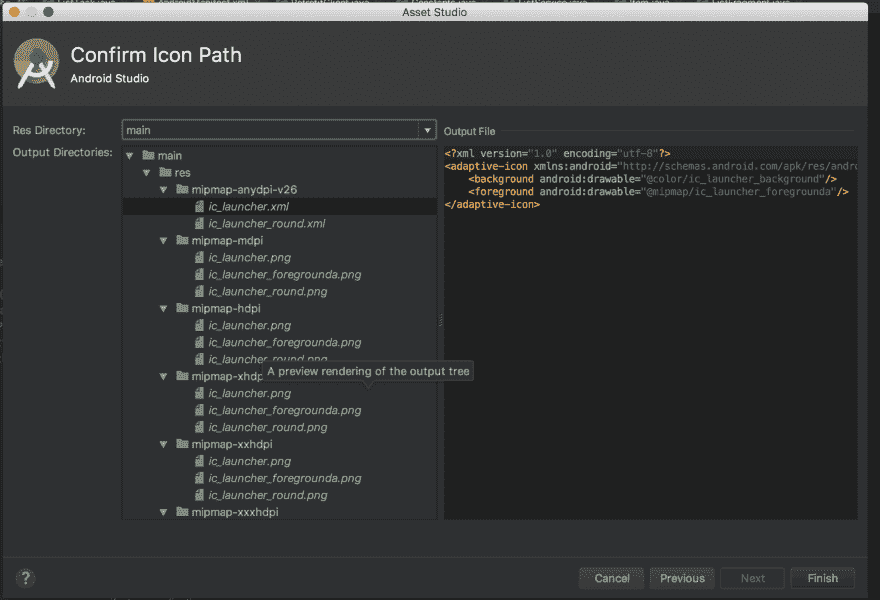 Asset Studio
Confirm Icon Path
Android Studio
Res Directory:
main
Output File
Output Directories:
main
res
mipmap-anydpi-v26
ic_launcher.xml
ic_launcher_round.xml
mipmap-mdpi
ic_launcher.png
ic_launcher_foregrounda.png
ic_launcher_round.png
mipmap-hdpi
ic_launcher.png
ic_launcher_foregrounda.png
ic_launcher_round.png
A preview rendering of the output tree
mipmap-xhdp
ic_launcher.png
ic_launcher_foregrounda.png
ic_launcher_round.png
mipmap-xxhdpi
ic_launcher.png
ic_launcher_foregrounda.png
ic_launcher_round.png
mipmap-xxxhdpi
<?xml version="1.0" encoding="utf-8"?>
<adaptive-icon xmlns:android="http://schemas.android.com/apk/res/andro
<background android:drawable="@color/ic_launcher_background"/>
<foreground android:drawable="@mipmap/ic_launcher_foregrounda"/>
</adaptive-icon>
?
Cancel
Previous
Next
Finish